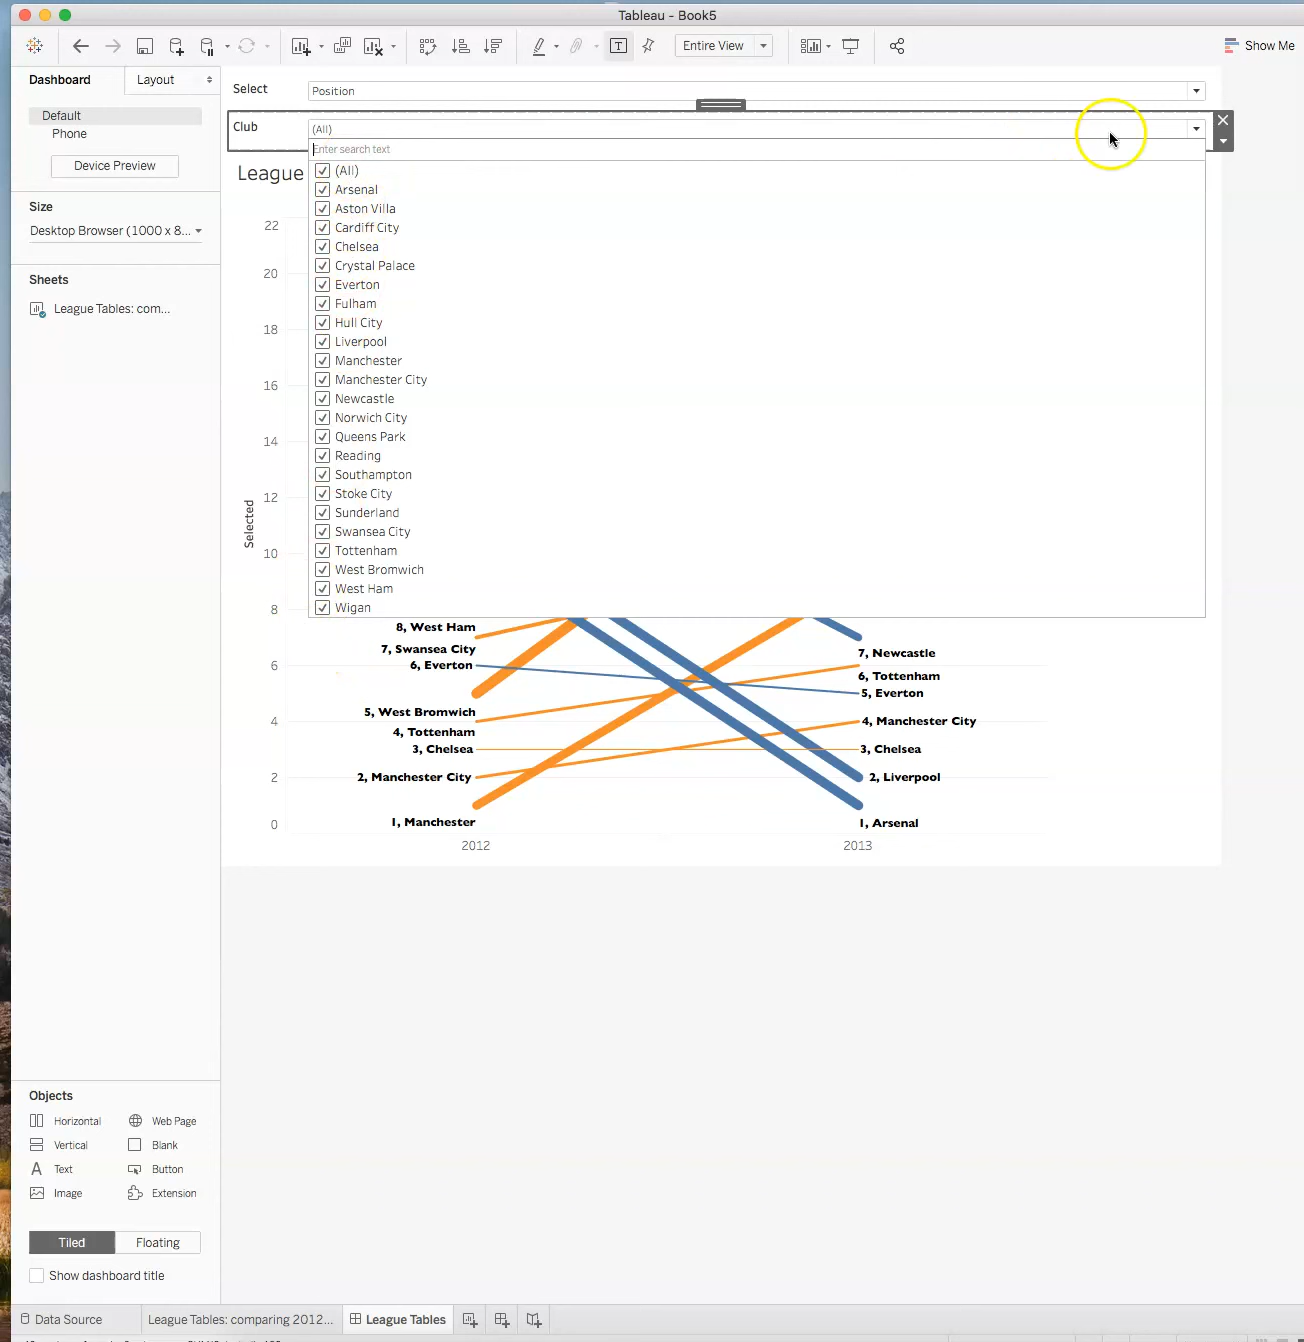 Tableau - Book5
Entire View
Show Me
Dashboard
Layout
Default
Phone
Device Preview
Size
Desktop Browser (1000 x 8...
Sheets
League Tables: com...
Select
Position
Club
(All)
Enter search text
League
(All)
Arsenal
Aston Villa
Cardiff City
Chelsea
Crystal Palace
Everton
Fulham
Hull City
Liverpool
Manchester
Manchester City
Newcastle
Norwich City
Queens Park
Reading
Southampton
Stoke City
Sunderland
Swansea City
Tottenham
West Bromwich
West Ham
Wigan
Selected
22
20
18
16
14
12
10
8
6
4
2
0
8, West Ham
7, Swansea City
6, Everton
5, West Bromwich
4, Tottenham
3, Chelsea
2, Manchester City
1, Manchester
7, Newcastle
6, Tottenham
5, Everton
4, Manchester City
3, Chelsea
2, Liverpool
1, Arsenal
2012
2013
Objects
Horizontal
Web Page
Vertical
Blank
Text
Button
Image
Extension
Tiled
Floating
Show dashboard title
Data Source
League Tables: comparing 2012...
League Tables